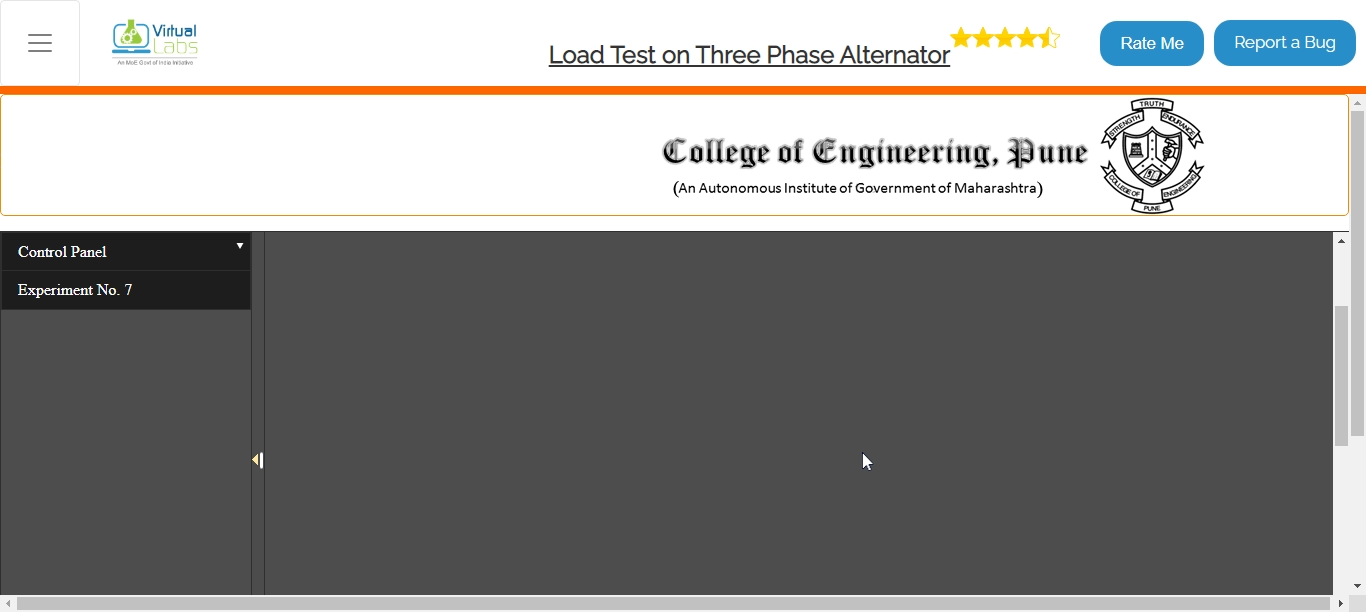 Virtual
Labs
An MoE Govt of India Initiative
Load Test on Three Phase Alternator
Rate Me
Report a Bug
College of Engineering, Pune
(An Autonomous Institute of Government of Maharashtra)
TRUTH
STRENGTH
ENDURANCE
COLLEGE OF
ENGINEERING
PUNE
Control Panel
Experiment No. 7